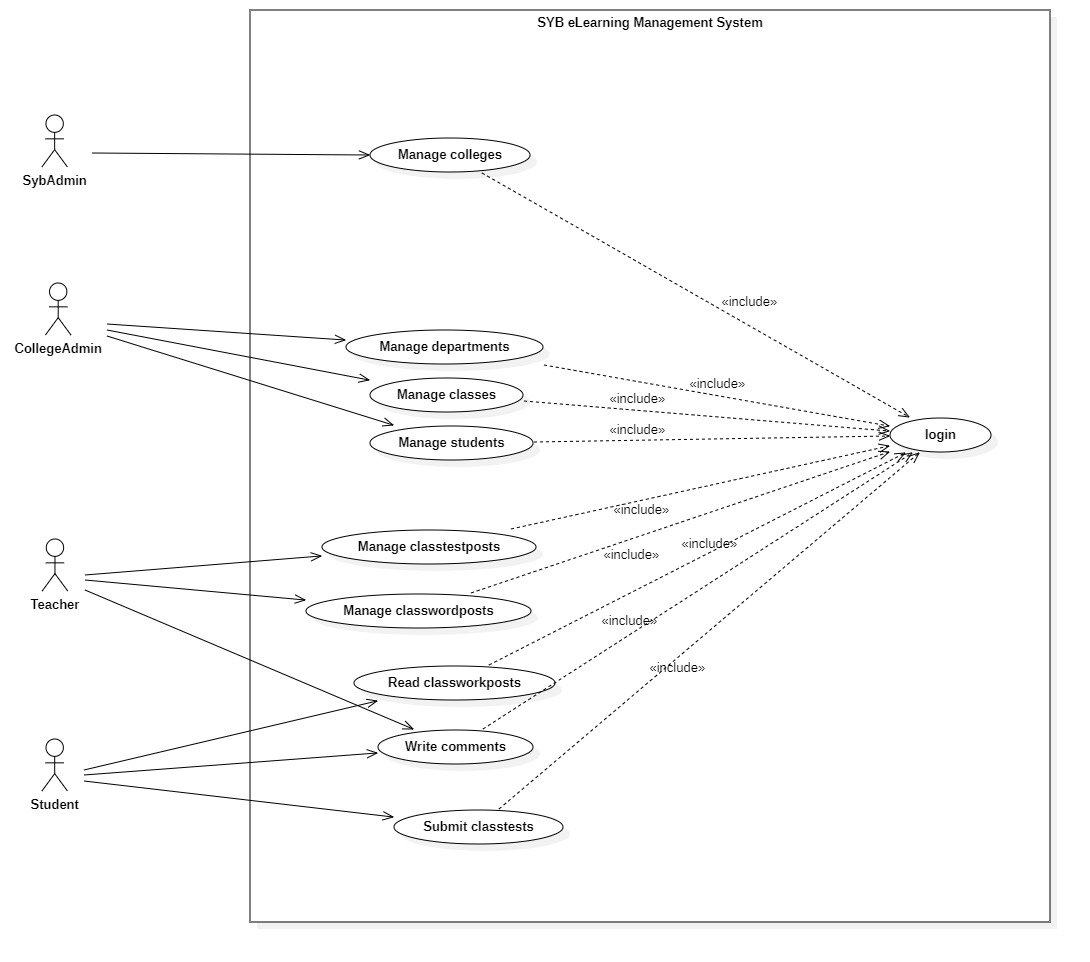 SYB eLearning Management System
SybAdmin
Manage colleges
«include»
CollegeAdmin
Manage departments
«include»
Manage classes
«include»
login
Manage students
«include»
«include»
Manage classtestposts
«include»
«include»
Teacher
Manage classwordposts
«include»
«include»
Read classworkposts
Write comments
Student
Submit classtests